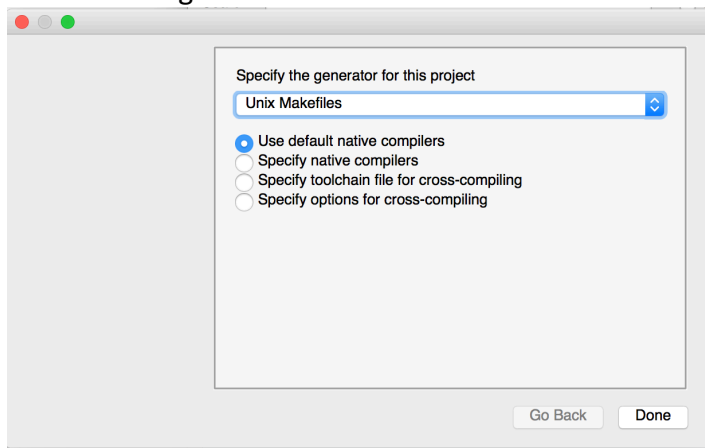 Specify the generator for this project
Unix Makefiles
Use default native compilers
Specify native compilers
Specify toolchain file for cross-compiling
Specify options for cross-compiling
Go Back
Done